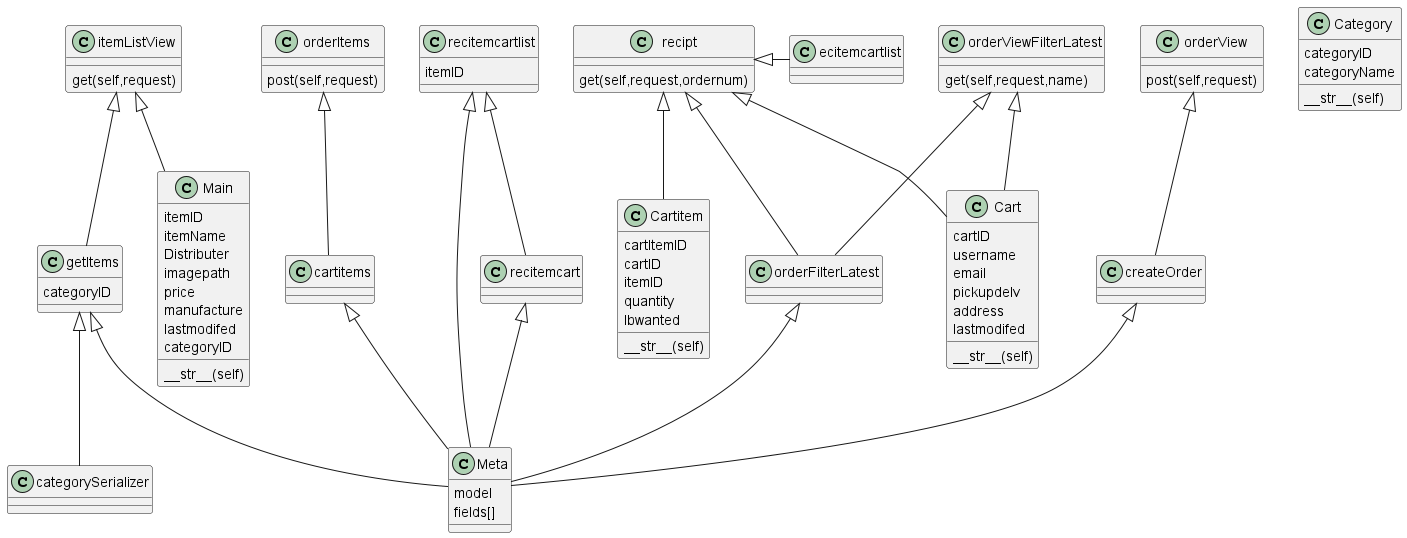 C itemListView
get(self,request)
C orderItems
post(self,request)
C recitemcartlist
itemID
C recipt
get(self,request,ordernum)
C ecitemcartlist
C orderViewFilterLatest
get(self,request,name)
C orderView
post(self,request)
C Category
categoryID
categoryName
__str__(self)
C getItems
categoryID
C Main
itemID
itemName
Distributer
imagepath
price
manufacture
lastmodifed
categoryID
__str__(self)
C cartitems
C recitemcart
C Cartitem
cartItemID
cartID
itemID
quantity
lbwanted
__str__(self)
C orderFilterLatest
C Cart
cartID
username
email
pickupdelv
address
lastmodifed
__str__(self)
C createOrder
C categorySerializer
C Meta
model
fields[]